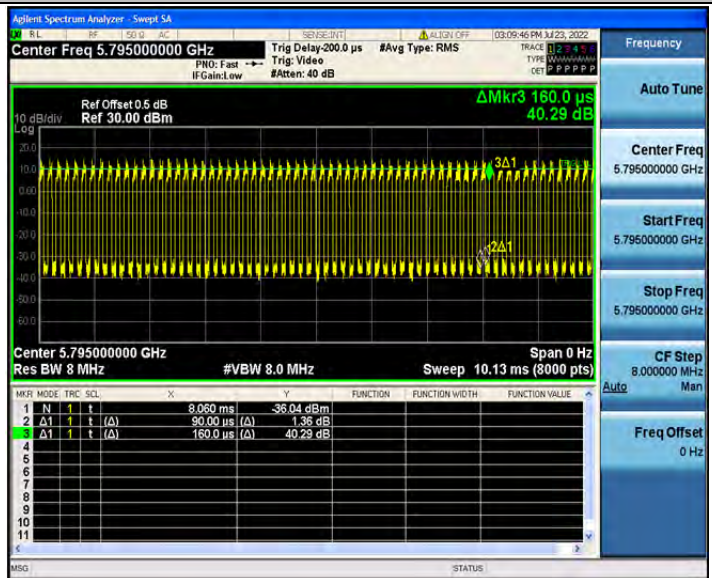 Agilent Spectrum Analyzer - Swept SA
RL RF 50 Ω AC SENSE:INT ALIGN OFF 03:09:46 PM Jul 23, 2022
Center Freq 5.795000000 GHz
PNO: Fast
IFGain:Low
Trig Delay-200.0 µs
Trig: Video
#Atten: 40 dB
#Avg Type: RMS
TRACE 1 2 3 4 5 6
TYPE
DET P P P P P P
Frequency
Auto Tune
Center Freq
5.795000000 GHz
Start Freq
5.795000000 GHz
Stop Freq
5.795000000 GHz
CF Step
8.000000 MHz
Auto Man
Freq Offset
0 Hz
ΔMkr3 160.0 µs
40.29 dB
Ref Offset 0.5 dB
Ref 30.00 dBm
10 dB/div
Log
20.0
10.0
0.00
-10.0
-20.0
-30.0
-40.0
-50.0
-60.0
3Δ1
2Δ1
Center 5.795000000 GHz Span 0 Hz
Res BW 8 MHz #VBW 8.0 MHz Sweep 10.13 ms (8000 pts)
MKR MODE TRC SCL X Y FUNCTION FUNCTION WIDTH FUNCTION VALUE
1 N 1 t 8.060 ms -36.04 dBm
2 Δ1 1 t (Δ) 90.00 µs (Δ) 1.36 dB
3 Δ1 1 t (Δ) 160.0 µs (Δ) 40.29 dB
4
5
6
7
8
9
10
11
MSG STATUS